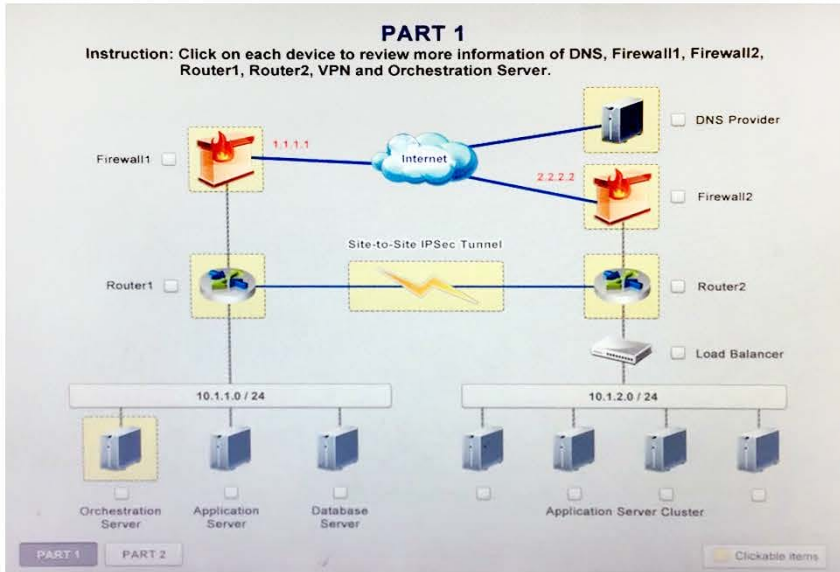 PART 1
Instruction: Click on each device to review more information of DNS, Firewall1, Firewall2,
Router1, Router2, VPN and Orchestration Server.
DNS Provider
Firewall1
1.1.1.1
Internet
2.2.2.2
Firewall2
Site-to-Site IPSec Tunnel
Router1
Router2
Load Balancer
10.1.1.0 / 24
10.1.2.0 / 24
Orchestration
Server
Application
Server
Database
Server
Application Server Cluster
PART 1
PART 2
Clickable items